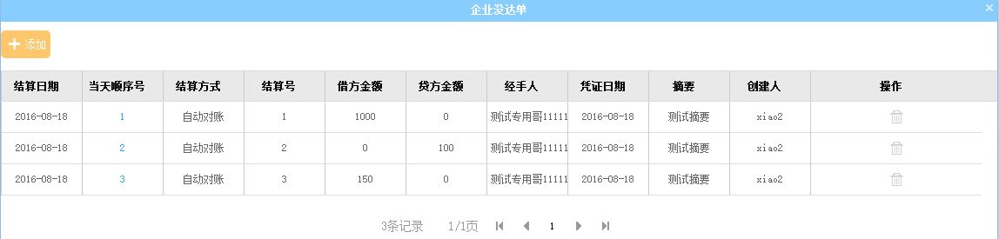 企业发达单
添加
结算日期 当天顺序号 结算方式 结算号 借方金额 贷方金额 经手人 凭证日期 摘要 创建人 操作
2016-08-18 1 自动对账 1 1000 0 测试专用哥11111 2016-08-18 测试摘要 xiao2
2016-08-18 2 自动对账 2 0 100 测试专用哥11111 2016-08-18 测试摘要 xiao2
2016-08-18 3 自动对账 3 150 0 测试专用哥11111 2016-08-18 测试摘要 xiao2
3条记录 1/1页 1